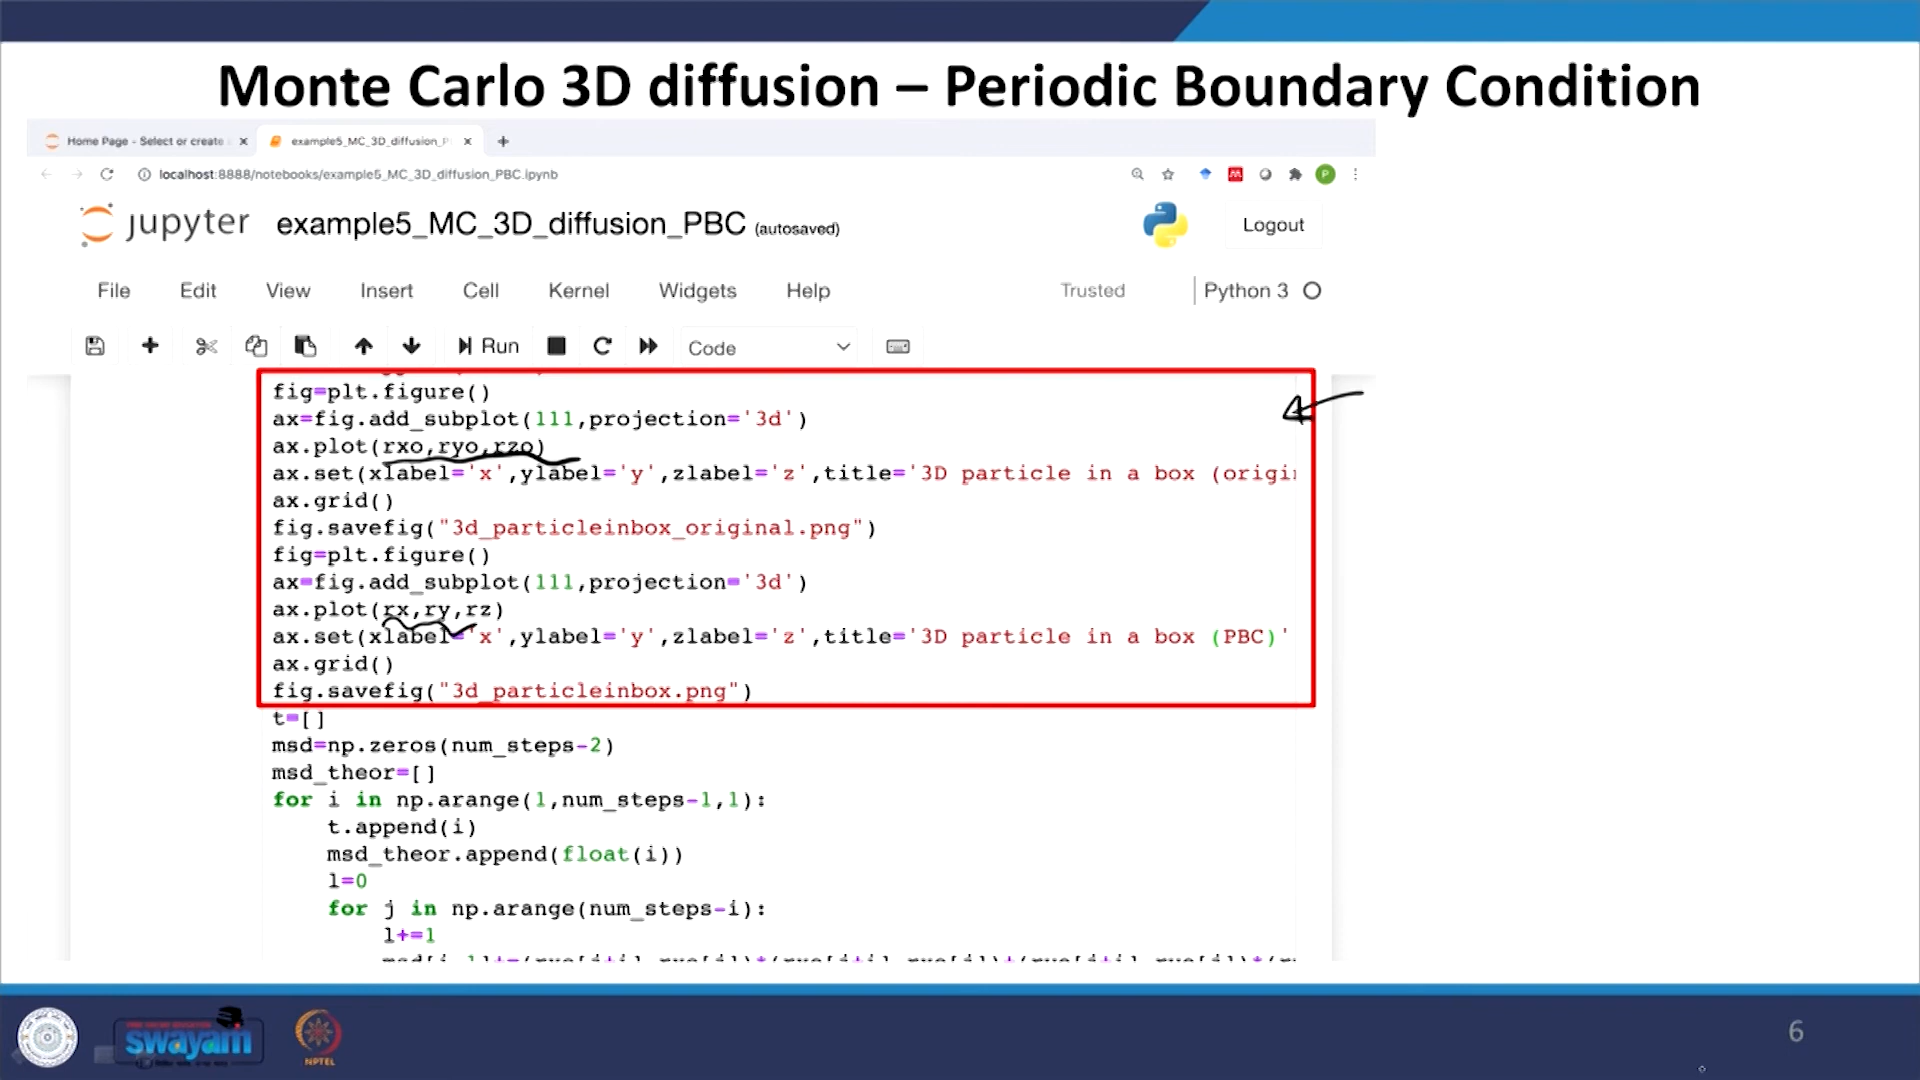 Monte Carlo 3D diffusion – Periodic Boundary Condition
Home Page - Select or create
example5_MC_3D_diffusion_P
localhost:8888/notebooks/example5_MC_3D_diffusion_PBC.ipynb
P
jupyter example5_MC_3D_diffusion_PBC (autosaved)
Logout
File Edit View Insert Cell Kernel Widgets Help Trusted Python 3
Run Code
fig=plt.figure()
ax=fig.add_subplot(111,projection='3d')
ax.plot(rxo,ryo,rzo)
ax.set(xlabel='x',ylabel='y',zlabel='z',title='3D particle in a box (origi
ax.grid()
fig.savefig("3d_particleinbox_original.png")
fig=plt.figure()
ax=fig.add_subplot(111,projection='3d')
ax.plot(rx,ry,rz)
ax.set(xlabel='x',ylabel='y',zlabel='z',title='3D particle in a box (PBC)'
ax.grid()
fig.savefig("3d_particleinbox.png")
t=[]
msd=np.zeros(num_steps-2)
msd_theor=[]
for i in np.arange(1,num_steps-1,1):
t.append(i)
msd_theor.append(float(i))
l=0
for j in np.arange(num_steps-i):
l+=1
swayam
NPTEL
6